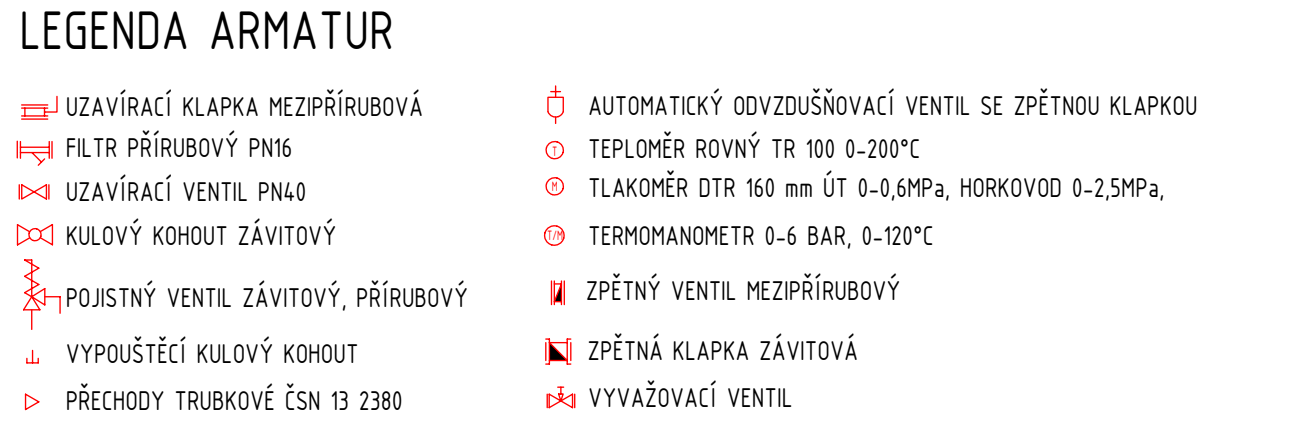 LEGENDA ARMATUR
UZAVÍRACÍ KLAPKA MEZIPŘÍRUBOVÁ
FILTR PŘÍRUBOVÝ PN16
UZAVÍRACÍ VENTIL PN40
KULOVÝ KOHOUT ZÁVITOVÝ
POJISTNÝ VENTIL ZÁVITOVÝ, PŘÍRUBOVÝ
VYPOUŠTĚCÍ KULOVÝ KOHOUT
PŘECHODY TRUBKOVÉ ČSN 13 2380
AUTOMATICKÝ ODVZDUŠŇOVACÍ VENTIL SE ZPĚTNOU KLAPKOU
T TEPLOMĚR ROVNÝ TR 100 0-200°C
M TLAKOMĚR DTR 160 mm ÚT 0-0,6MPa, HORKOVOD 0-2,5MPa,
T/M TERMOMANOMETR 0-6 BAR, 0-120°C
ZPĚTNÝ VENTIL MEZIPŘÍRUBOVÝ
ZPĚTNÁ KLAPKA ZÁVITOVÁ
VYVAŽOVACÍ VENTIL